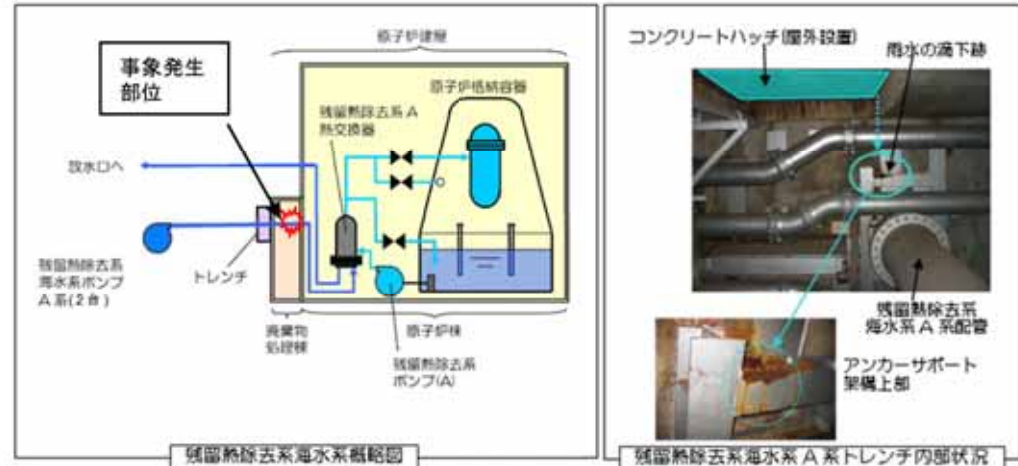 原子炉建屋
事象発生
部位
原子炉格納容器
残留熱除去系A
熱交換器
放水口へ
トレンチ
残留熱除去系
海水系ポンプ
A系(2台)
廃棄物
処理棟
原子炉棟
残留熱除去系
ポンプ(A)
残留熱除去系海水系概略図
コンクリートハッチ(屋外設置)
雨水の滴下跡
残留熱除去系
海水系A系配管
アンカーサポート
架構上部
残留熱除去系海水系A系トレンチ内部状況